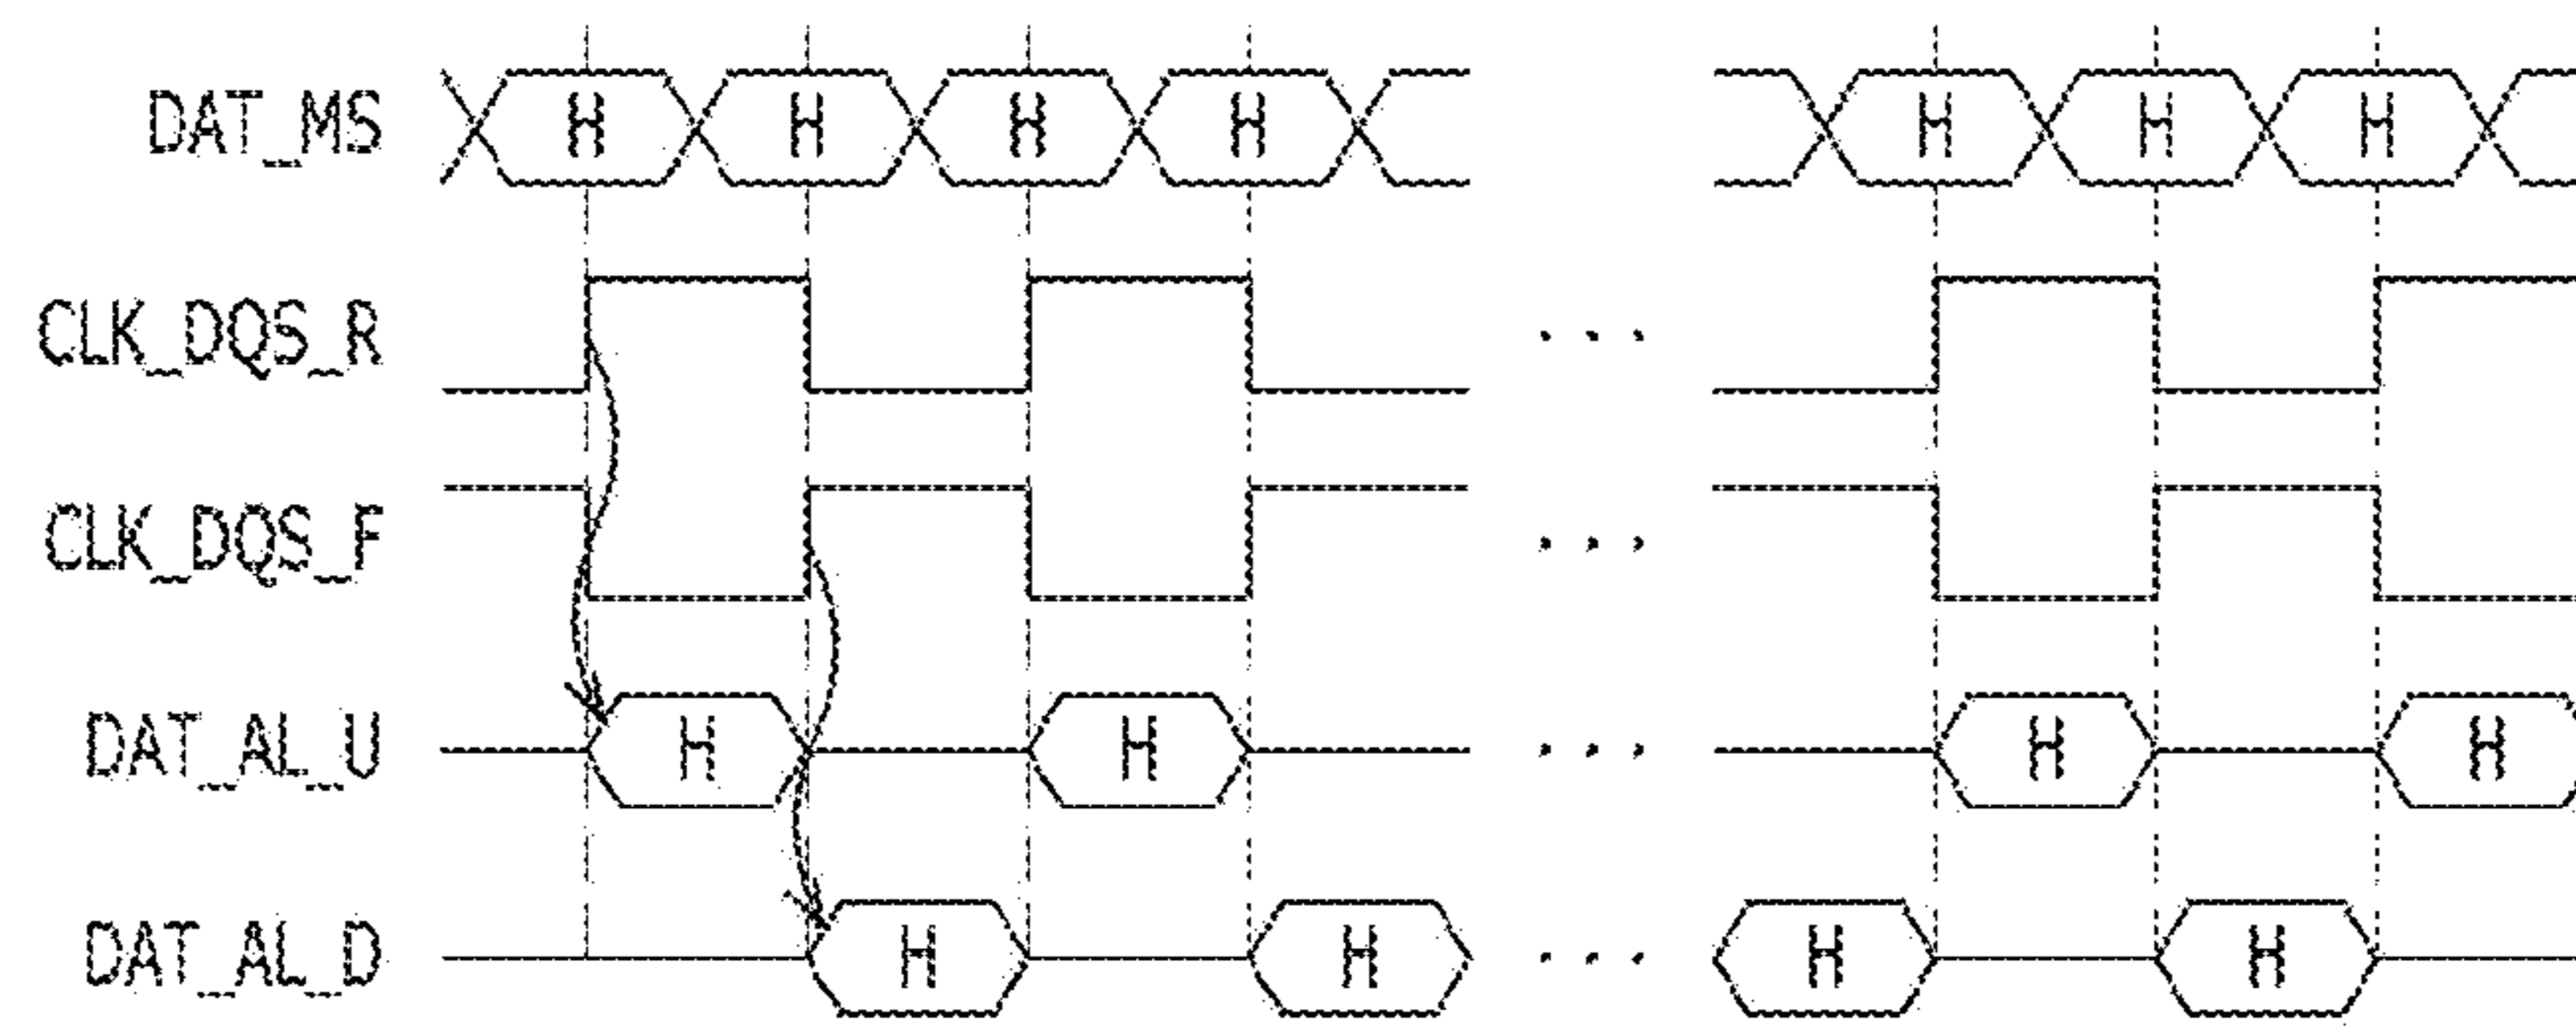 DAT_MS H H H H H H H
CLK_DQS_R ...
CLK_DQS_F ...
DAT_AL_U H H ... H H
DAT_AL_D H H ... H H